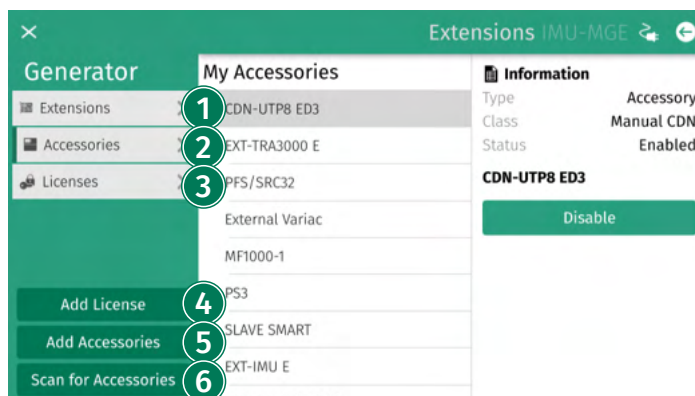 Extensions IMU-MGE
Generator
Extensions
Accessories
Licenses
Add License
Add Accessories
Scan for Accessories
1
2
3
4
5
6
My Accessories
CDN-UTP8 ED3
EXT-TRA3000 E
PFS/SRC32
External Variac
MF1000-1
PS3
SLAVE SMART
EXT-IMU E
Information
Type Accessory
Class Manual CDN
Status Enabled
CDN-UTP8 ED3
Disable